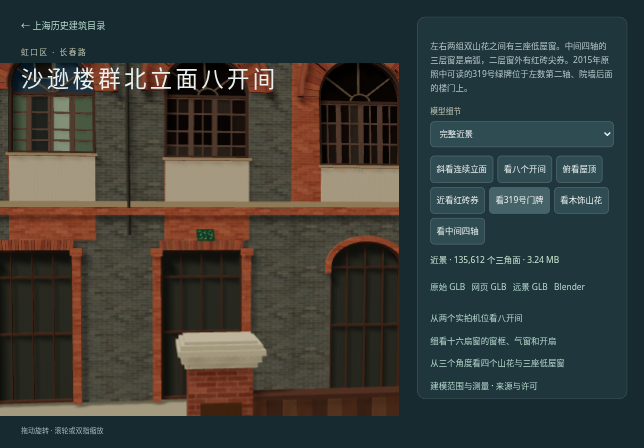 ← 上海历史建筑目录
虹口区 · 长春路
沙逊楼群北立面八开间
319
拖动旋转 · 滚轮或双指缩放
左右两组双山花之间有三座低屋窗。中间四轴的
三层窗是扁弧，二层窗外有红砖尖券。2015年原
照中可读的319号绿牌位于左数第二轴、院墙后面
的楼门上。
模型细节
完整近景
斜看连续立面
看八个开间
俯看屋顶
近看红砖券
看319号门牌
看木饰山花
看中间四轴
近景 · 135,612 个三角面 · 3.24 MB
原始 GLB 网页 GLB 远景 GLB Blender
从两个实拍机位看八开间
细看十六扇窗的窗框、气窗和开扇
从三个角度看四个山花与三座低屋窗
建模范围与测量 · 来源与许可